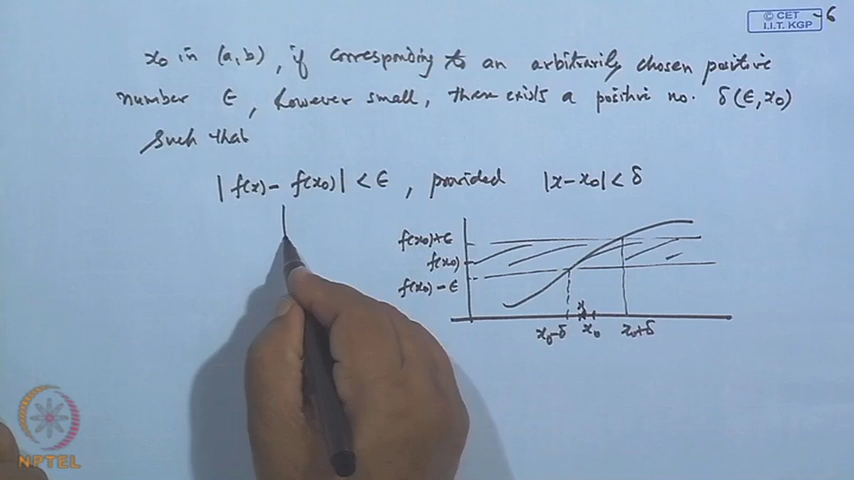 © CET
I.I.T. KGP
-6
x₀ in (a,b), if corresponding to an arbitrarily chosen positive
number ϵ, however small, there exists a positive no. δ(ϵ,x₀)
such that
|f(x) - f(x₀)| < ϵ, provided |x-x₀| < δ
f(x₀)+ϵ
f(x₀)
f(x₀)-ϵ
x
x₀-δ x₀ x₀+δ
NPTEL